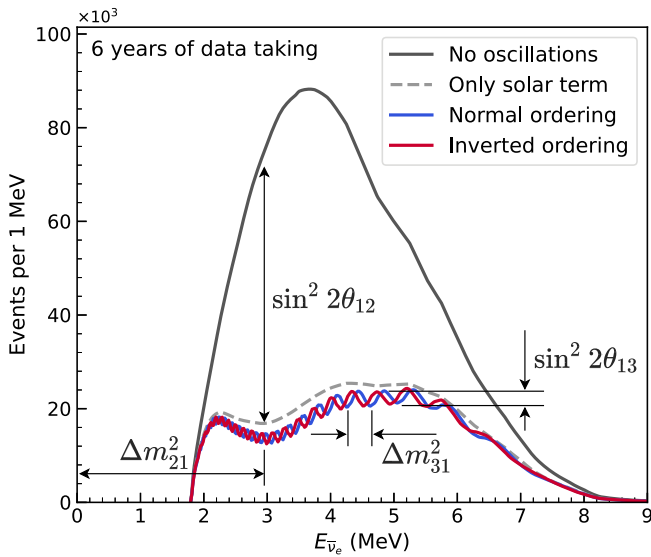 ×10³
6 years of data taking
No oscillations
Only solar term
Normal ordering
Inverted ordering
100
80
60
40
20
0
Events per 1 MeV
sin² 2θ₁₂
sin² 2θ₁₃
Δm²₂₁
Δm²₃₁
0 1 2 3 4 5 6 7 8 9
E_ν̅ₑ (MeV)